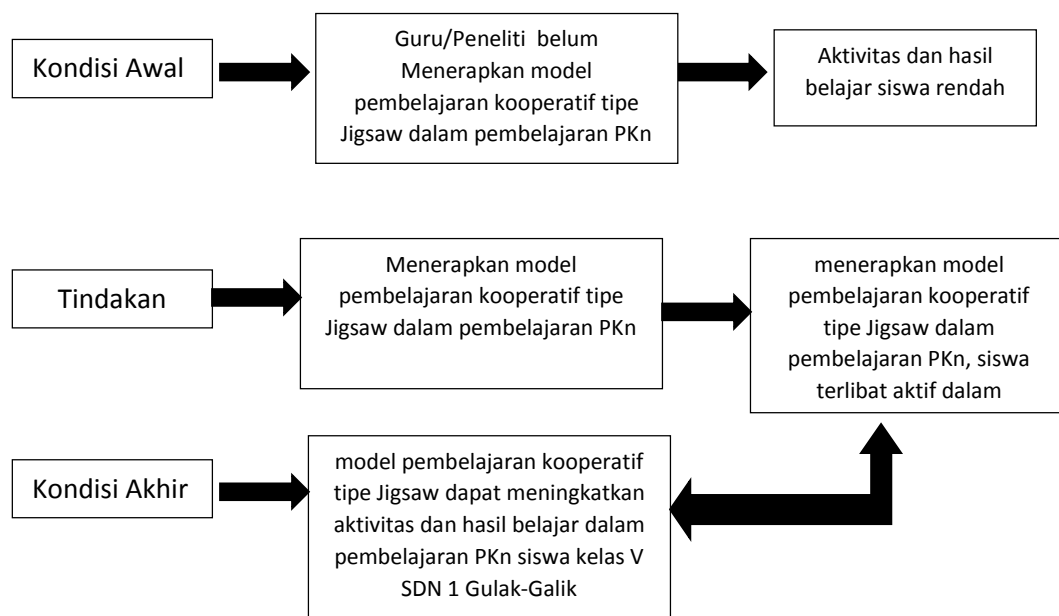 Kondisi Awal
Guru/Peneliti belum
Menerapkan model
pembelajaran kooperatif tipe
Jigsaw dalam pembelajaran PKn
Aktivitas dan hasil
belajar siswa rendah
Tindakan
Menerapkan model
pembelajaran kooperatif tipe
Jigsaw dalam pembelajaran PKn
menerapkan model
pembelajaran kooperatif
tipe Jigsaw dalam
pembelajaran PKn, siswa
terlibat aktif dalam
Kondisi Akhir
model pembelajaran kooperatif
tipe Jigsaw dapat meningkatkan
aktivitas dan hasil belajar dalam
pembelajaran PKn siswa kelas V
SDN 1 Gulak-Galik